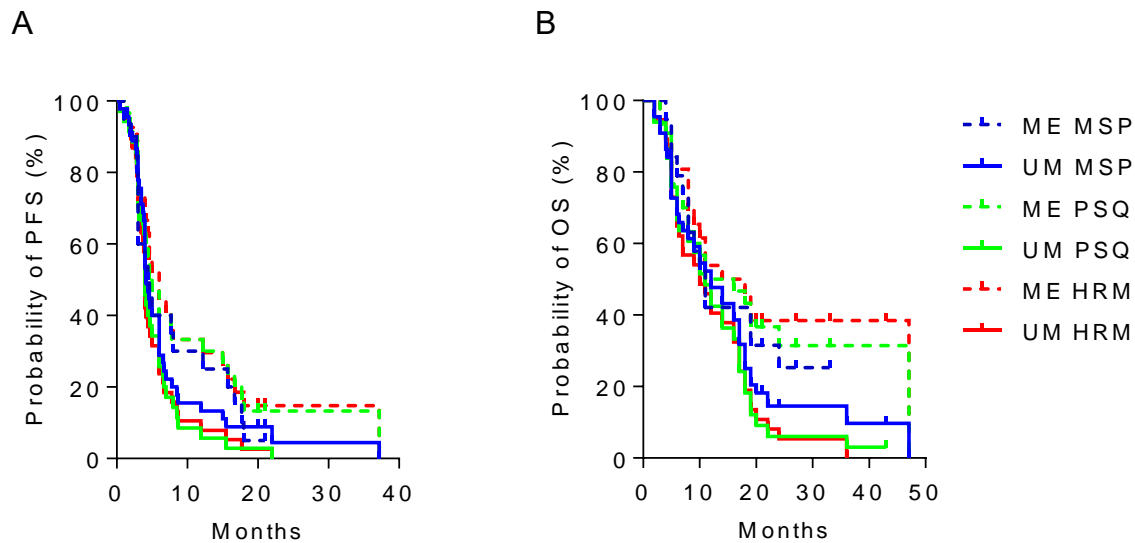 A
B
Probability of PFS (%)
100
80
60
40
20
0
0 10 20 30 40
Months
Probability of OS (%)
100
80
60
40
20
0
0 10 20 30 40 50
Months
ME MSP
UM MSP
ME PSQ
UM PSQ
ME HRM
UM HRM